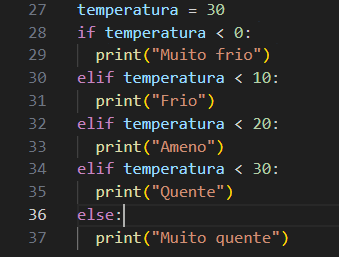 27 temperatura = 30
28 if temperatura < 0:
29   print("Muito frio")
30 elif temperatura < 10:
31   print("Frio")
32 elif temperatura < 20:
33   print("Ameno")
34 elif temperatura < 30:
35   print("Quente")
36 else:
37   print("Muito quente")